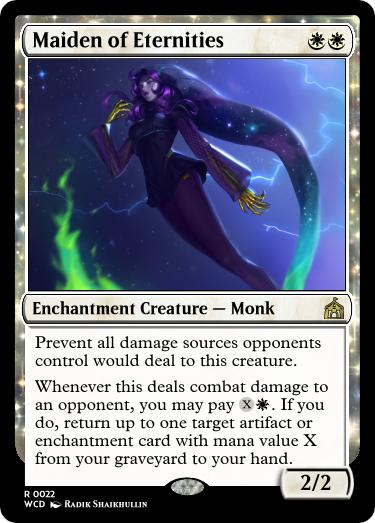 Maiden of Eternities
Enchantment Creature — Monk
Prevent all damage sources opponents
control would deal to this creature.
Whenever this deals combat damage to
an opponent, you may pay X. If you
do, return up to one target artifact or
enchantment card with mana value X
from your graveyard to your hand.
2/2
R 0022
WCD Radik Shaikhullin